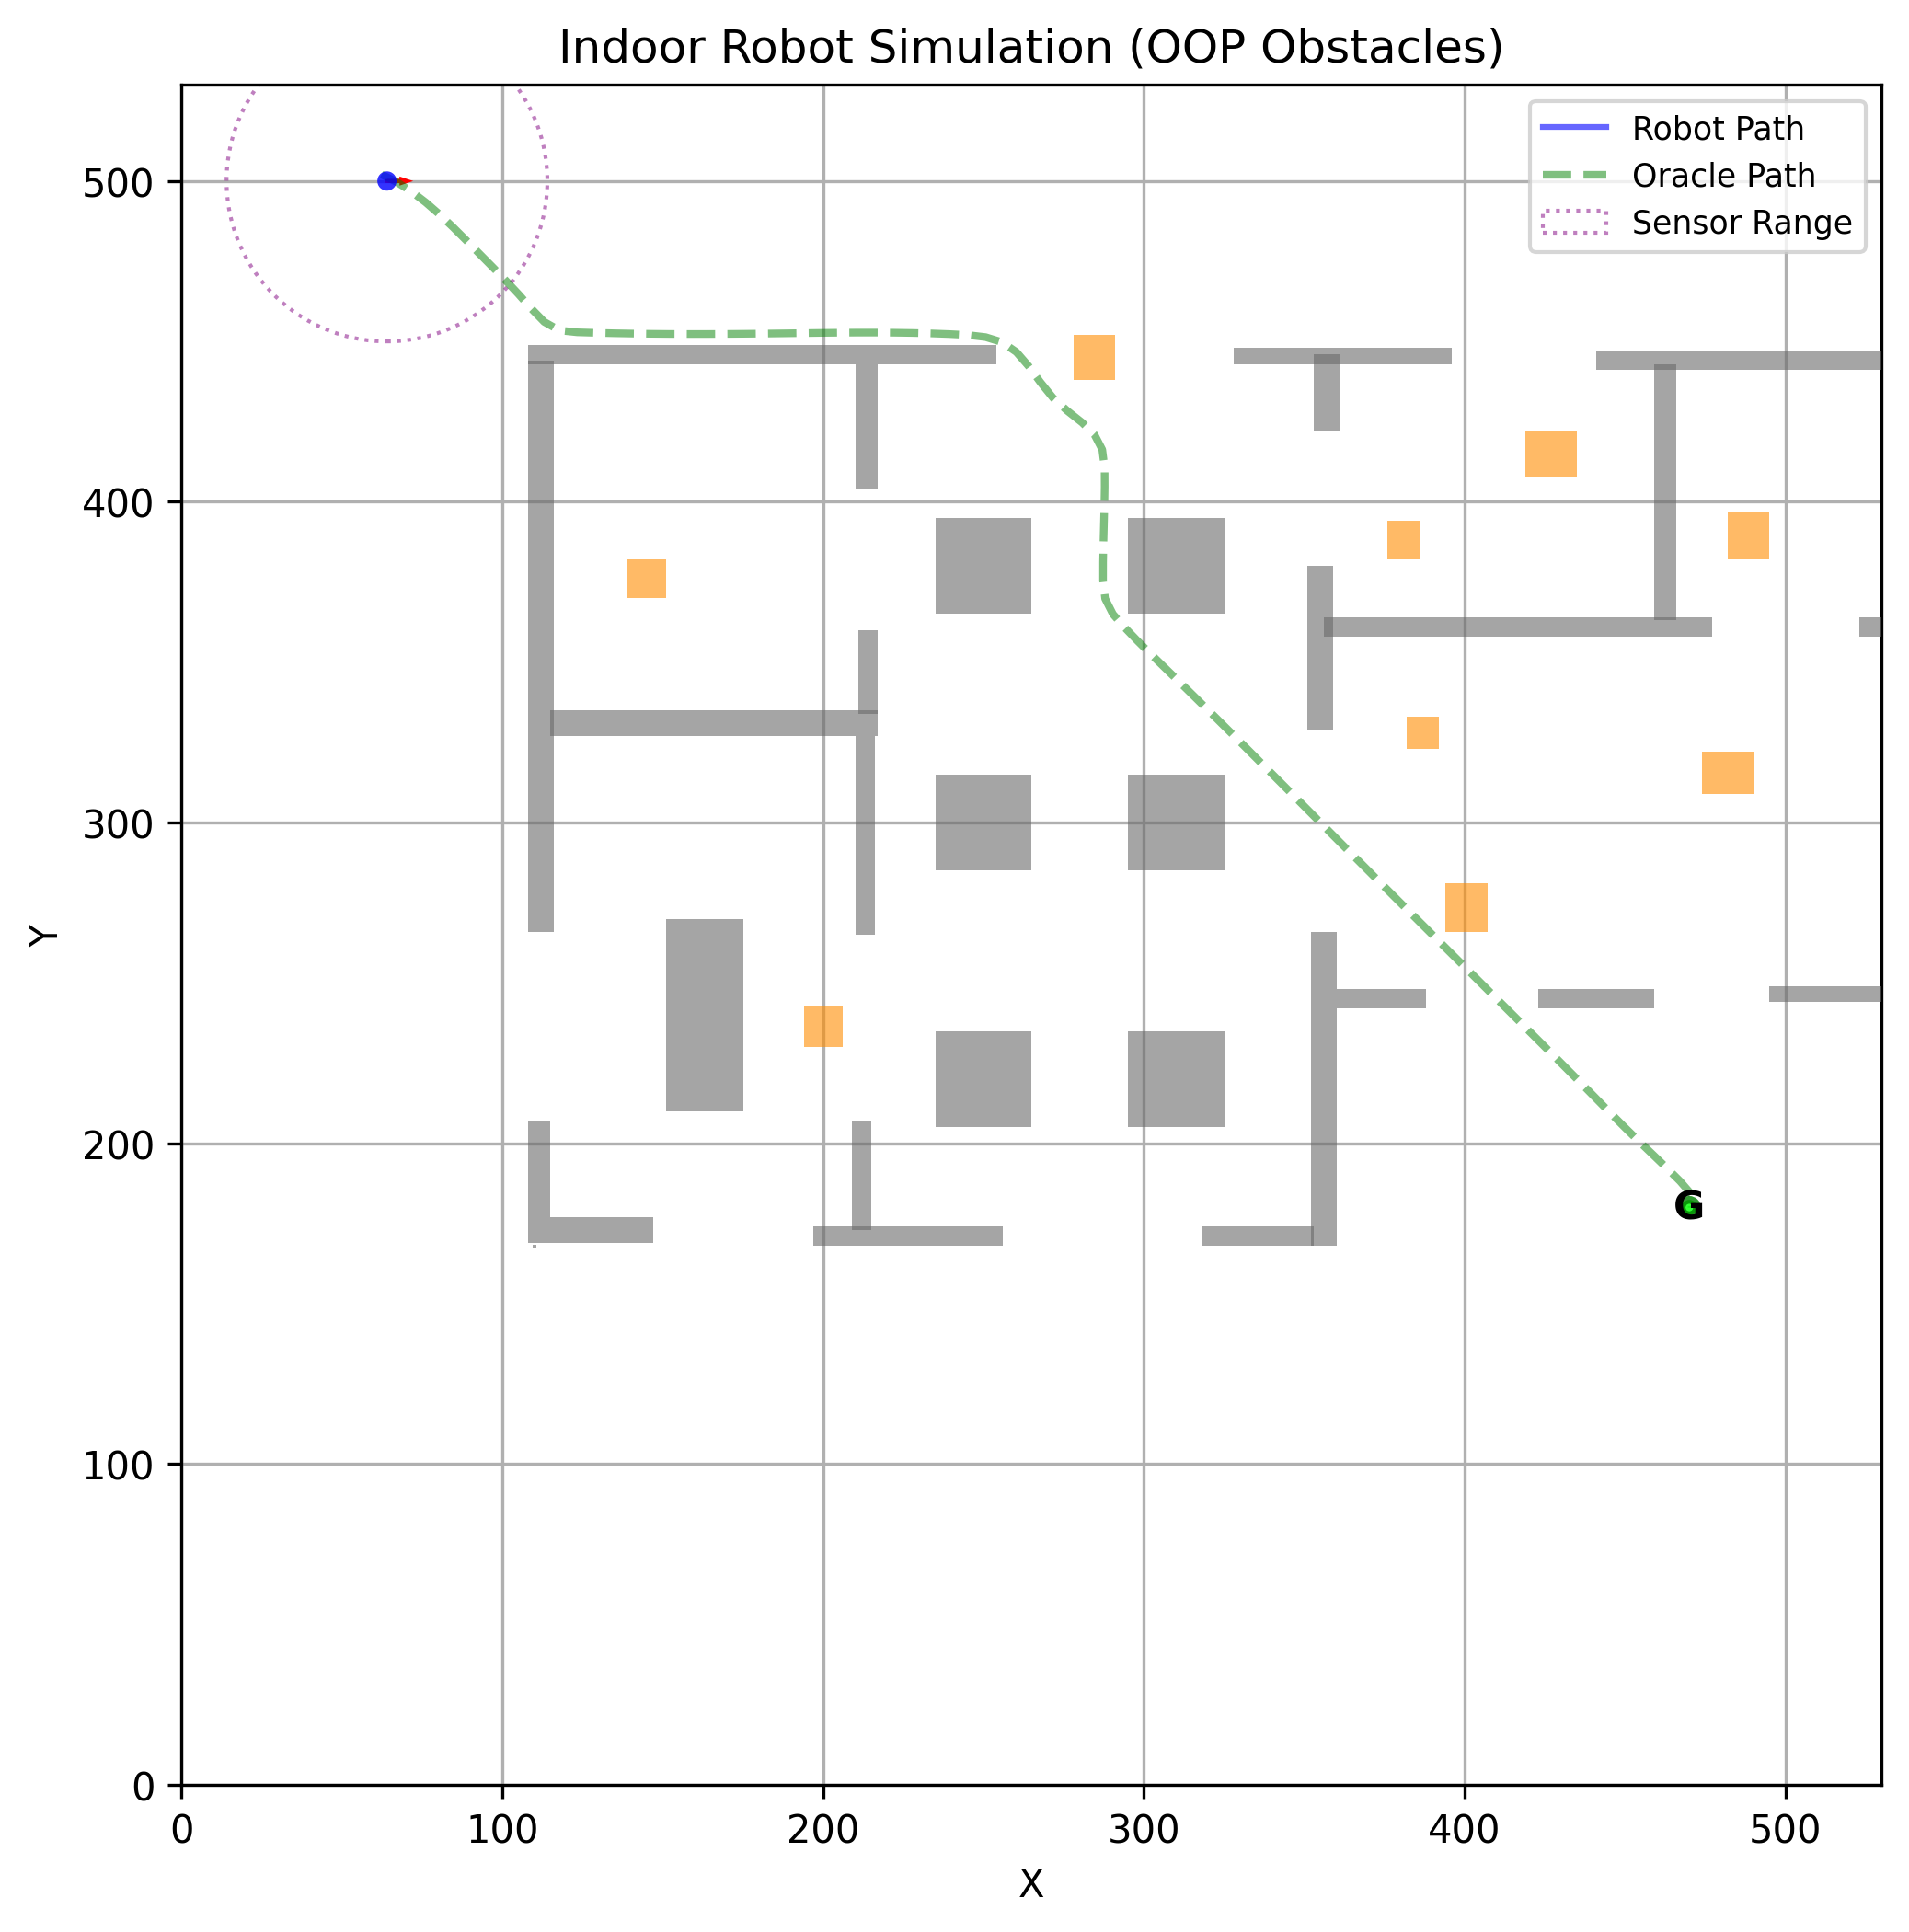 Indoor Robot Simulation (OOP Obstacles)
Robot Path
Oracle Path
Sensor Range
500
400
300
200
100
0
Y
G
0 100 200 300 400 500
X